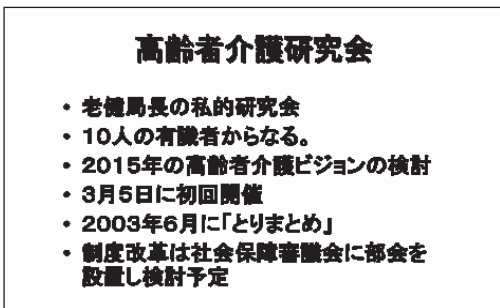 高齢者介護研究会
• 老健局長の私的研究会
• 10人の有識者からなる。
• 2015年の高齢者介護ビジョンの検討
• 3月5日に初回開催
• 2003年6月に「とりまとめ」
• 制度改革は社会保障審議会に部会を
設置し検討予定